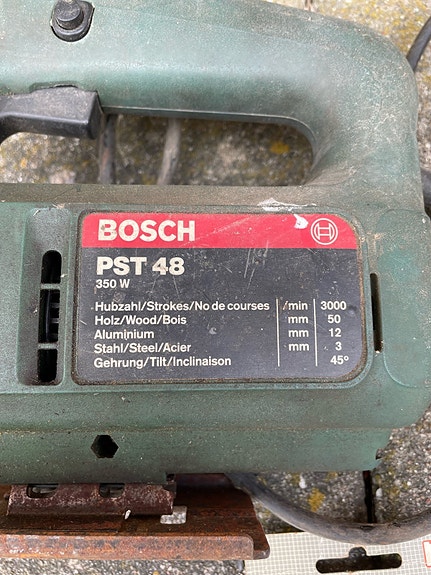 BOSCH
PST 48
350 W
Hubzahl/Strokes/No de courses /min 3000
Holz/Wood/Bois mm 50
Aluminium mm 12
Stahl/Steel/Acier mm 3
Gehrung/Tilt/Inclinaison 45°